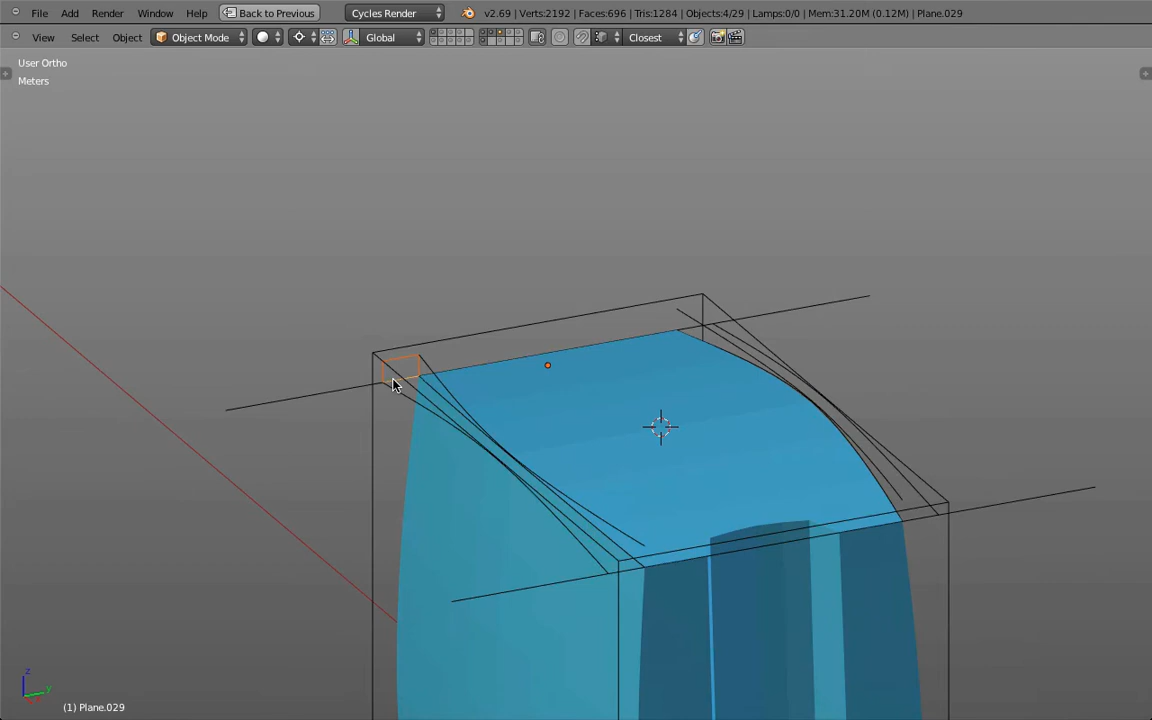 File Add Render Window Help Back to Previous Cycles Render v2.69 | Verts:2192 | Faces:696 | Tris:1284 | Objects:4/29 | Lamps:0/0 | Mem:31.20M (0.12M) | Plane.029
View Select Object Object Mode Global Closest
User Ortho
Meters
z
y
(1) Plane.029